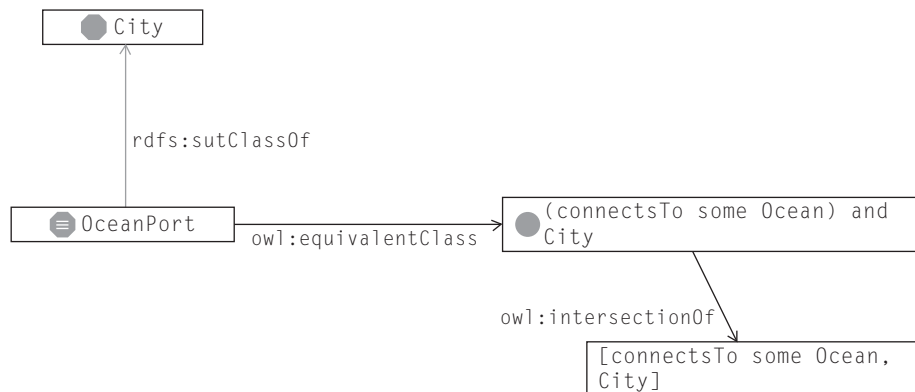 City
rdfs:sutClassOf
OceanPort
owl:equivalentClass
(connectsTo some Ocean) and
City
owl:intersectionOf
[connectsTo some Ocean,
City]